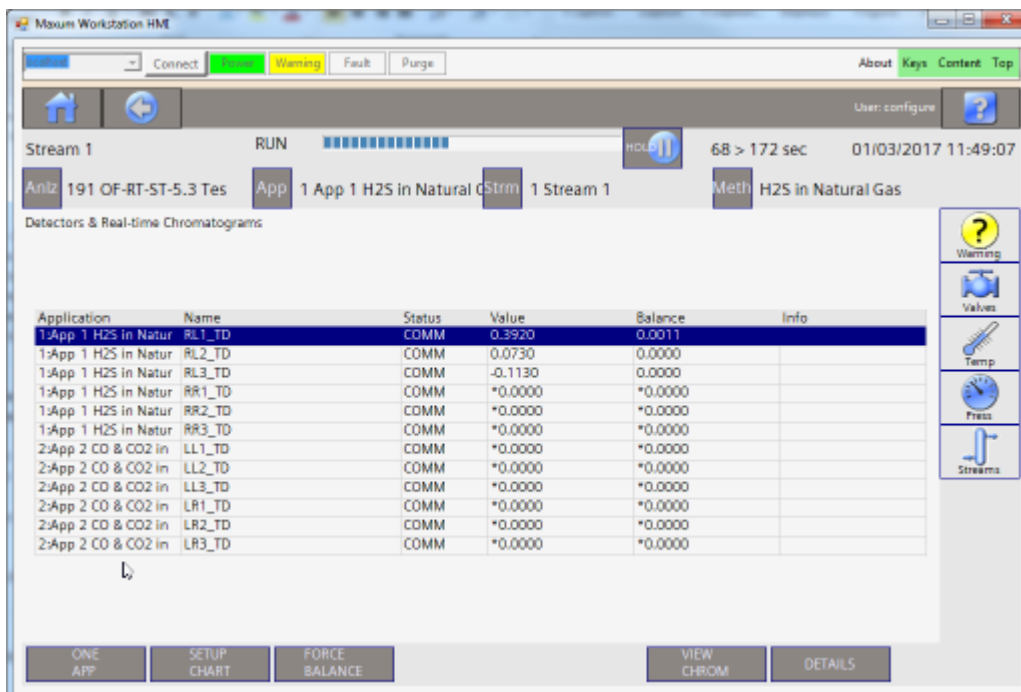 Maxum Workstation HMI
localhost Connect Power Warning Fault Purge About Keys Content Top
User: configure
Stream 1 RUN HOLD 68 > 172 sec 01/03/2017 11:49:07
Anlz 191 OF-RT-ST-5.3 Tes App 1 App 1 H2S in Natural G Strm 1 Stream 1 Meth H2S in Natural Gas
Detectors & Real-time Chromatograms
Warning
Valves
Temp
Press
Streams
Application Name Status Value Balance Info
1:App 1 H2S in Natur RL1_TD COMM 0.3920 0.0011
1:App 1 H2S in Natur RL2_TD COMM 0.0730 0.0000
1:App 1 H2S in Natur RL3_TD COMM -0.1130 0.0000
1:App 1 H2S in Natur RR1_TD COMM *0.0000 *0.0000
1:App 1 H2S in Natur RR2_TD COMM *0.0000 *0.0000
1:App 1 H2S in Natur RR3_TD COMM *0.0000 *0.0000
2:App 2 CO & CO2 in LL1_TD COMM *0.0000 *0.0000
2:App 2 CO & CO2 in LL2_TD COMM *0.0000 *0.0000
2:App 2 CO & CO2 in LL3_TD COMM *0.0000 *0.0000
2:App 2 CO & CO2 in LR1_TD COMM *0.0000 *0.0000
2:App 2 CO & CO2 in LR2_TD COMM *0.0000 *0.0000
2:App 2 CO & CO2 in LR3_TD COMM *0.0000 *0.0000
ONE APP
SETUP CHART
FORCE BALANCE
VIEW CHROM
DETAILS